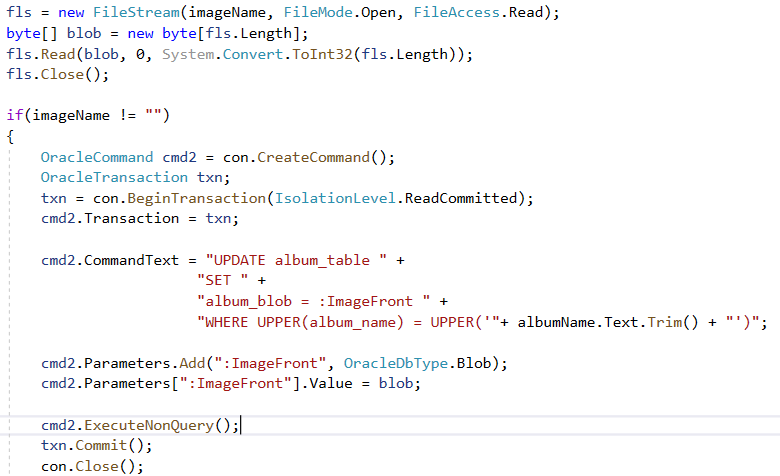 fls = new FileStream(imageName, FileMode.Open, FileAccess.Read);
byte[] blob = new byte[fls.Length];
fls.Read(blob, 0, System.Convert.ToInt32(fls.Length));
fls.Close();
if(imageName != "")
{
OracleCommand cmd2 = con.CreateCommand();
OracleTransaction txn;
txn = con.BeginTransaction(IsolationLevel.ReadCommitted);
cmd2.Transaction = txn;
cmd2.CommandText = "UPDATE album_table " +
"SET " +
"album_blob = :ImageFront " +
"WHERE UPPER(album_name) = UPPER('"+ albumName.Text.Trim() + "')";
cmd2.Parameters.Add(":ImageFront", OracleDbType.Blob);
cmd2.Parameters[":ImageFront"].Value = blob;
cmd2.ExecuteNonQuery();
txn.Commit();
con.Close();